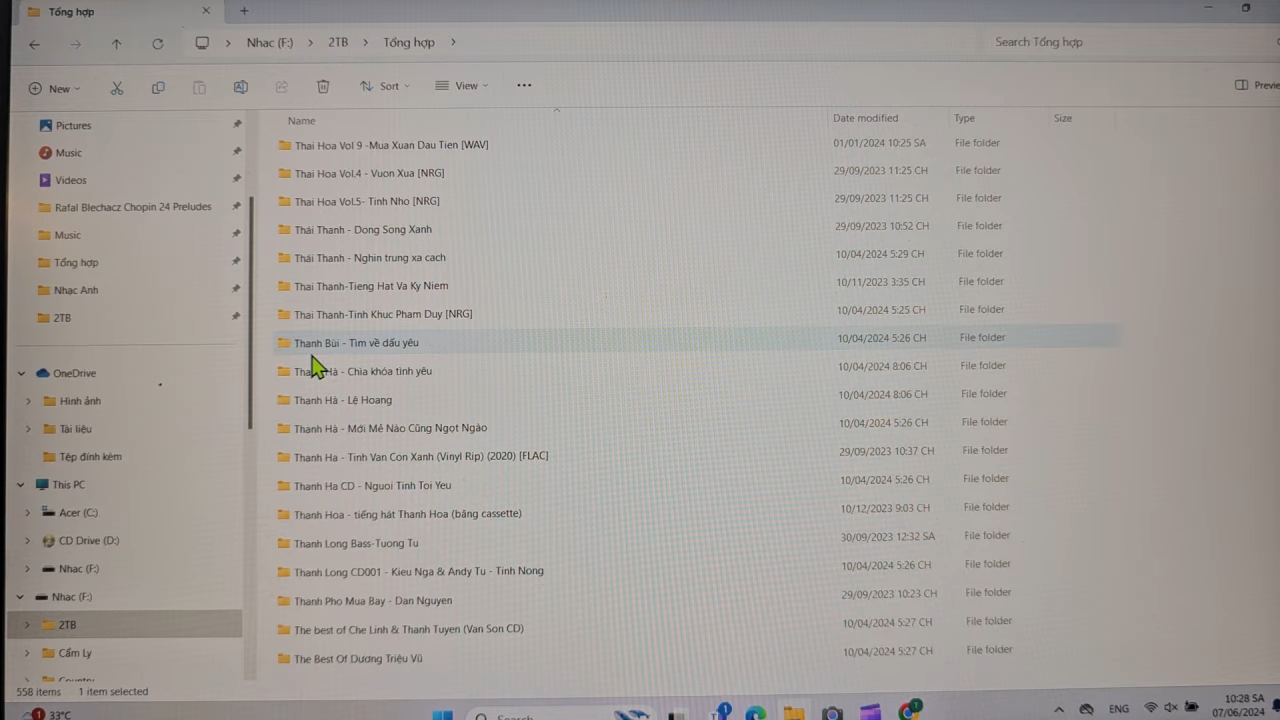 Tổng hợp
Nhac (F:) > 2TB > Tổng hợp >
Search Tổng hợp
New
Sort
View
Name
Date modified
Type
Size
Pictures
Music
Videos
Rafal Blechacz Chopin 24 Preludes
Music
Tổng hợp
Nhạc Anh
2TB
OneDrive
Hình ảnh
Tài liệu
Tệp đính kèm
This PC
Acer (C:)
CD Drive (D:)
Nhac (F:)
Nhac (F:)
2TB
Cẩm Ly
Country
Thai Hoa Vol 9 -Mua Xuan Dau Tien [WAV] 01/01/2024 10:25 SA File folder
Thai Hoa Vol.4 - Vuon Xua [NRG] 29/09/2023 11:25 CH File folder
Thai Hoa Vol.5- Tinh Nho [NRG] 29/09/2023 11:25 CH File folder
Thái Thanh - Dong Song Xanh 29/09/2023 10:52 CH File folder
Thái Thanh - Nghin trung xa cach 10/04/2024 5:29 CH File folder
Thai Thanh-Tieng Hat Va Ky Niem 10/11/2023 3:35 CH File folder
Thai Thanh-Tinh Khuc Pham Duy [NRG] 10/04/2024 5:25 CH File folder
Thanh Bùi - Tìm về dấu yêu 10/04/2024 5:26 CH File folder
Thanh Hà - Chìa khóa tình yêu 10/04/2024 8:06 CH File folder
Thanh Hà - Lệ Hoang 10/04/2024 8:06 CH File folder
Thanh Hà - Mới Mẻ Nào Cũng Ngọt Ngào 10/04/2024 5:26 CH File folder
Thanh Ha - Tinh Van Con Xanh (Vinyl Rip) (2020) [FLAC] 29/09/2023 10:37 CH File folder
Thanh Ha CD - Nguoi Tinh Toi Yeu 10/04/2024 5:26 CH File folder
Thanh Hoa - tiếng hát Thanh Hoa (băng cassette) 10/12/2023 9:03 CH File folder
Thanh Long Bass-Tuong Tu 30/09/2023 12:32 SA File folder
Thanh Long CD001 - Kieu Nga & Andy Tu - Tinh Nong 10/04/2024 5:26 CH File folder
Thanh Pho Mua Bay - Dan Nguyen 29/09/2023 10:23 CH File folder
The best of Che Linh & Thanh Tuyen (Van Son CD) 10/04/2024 5:27 CH File folder
The Best Of Dương Triệu Vũ 10/04/2024 5:27 CH File folder
558 items 1 item selected
1 33°C
Search
1
ENG
10:28 SA
07/06/2024